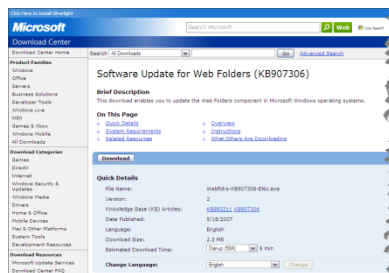 Click Here to Install Silverlight
Microsoft
Search Microsoft
Web
Live Search
Download Center
Download Center Home
Search All Downloads Go Advanced Search
Product Families
Windows
Office
Servers
Business Solutions
Developer Tools
Windows Live
MSN
Games & Xbox
Windows Mobile
All Downloads
Download Categories
Games
DirectX
Internet
Windows Security & Updates
Windows Media
Drivers
Home & Office
Mobile Devices
Mac & Other Platforms
System Tools
Development Resources
Download Resources
Microsoft Update Services
Download Center FAQ
Software Update for Web Folders (KB907306)
Brief Description
This download enables you to update the Web Folders component in Microsoft Windows operating systems.
On This Page
Quick Details
Overview
System Requirements
Instructions
Related Resources
What Others Are Downloading
Download
Quick Details
File Name: Webfldrs-KB907306-ENU.exe
Version: 2
Knowledge Base (KB) Articles: KB892211 KB907306
Date Published: 5/18/2007
Language: English
Download Size: 2.3 MB
Estimated Download Time: Dial-up (56K) 6 min
Change Language: English Change